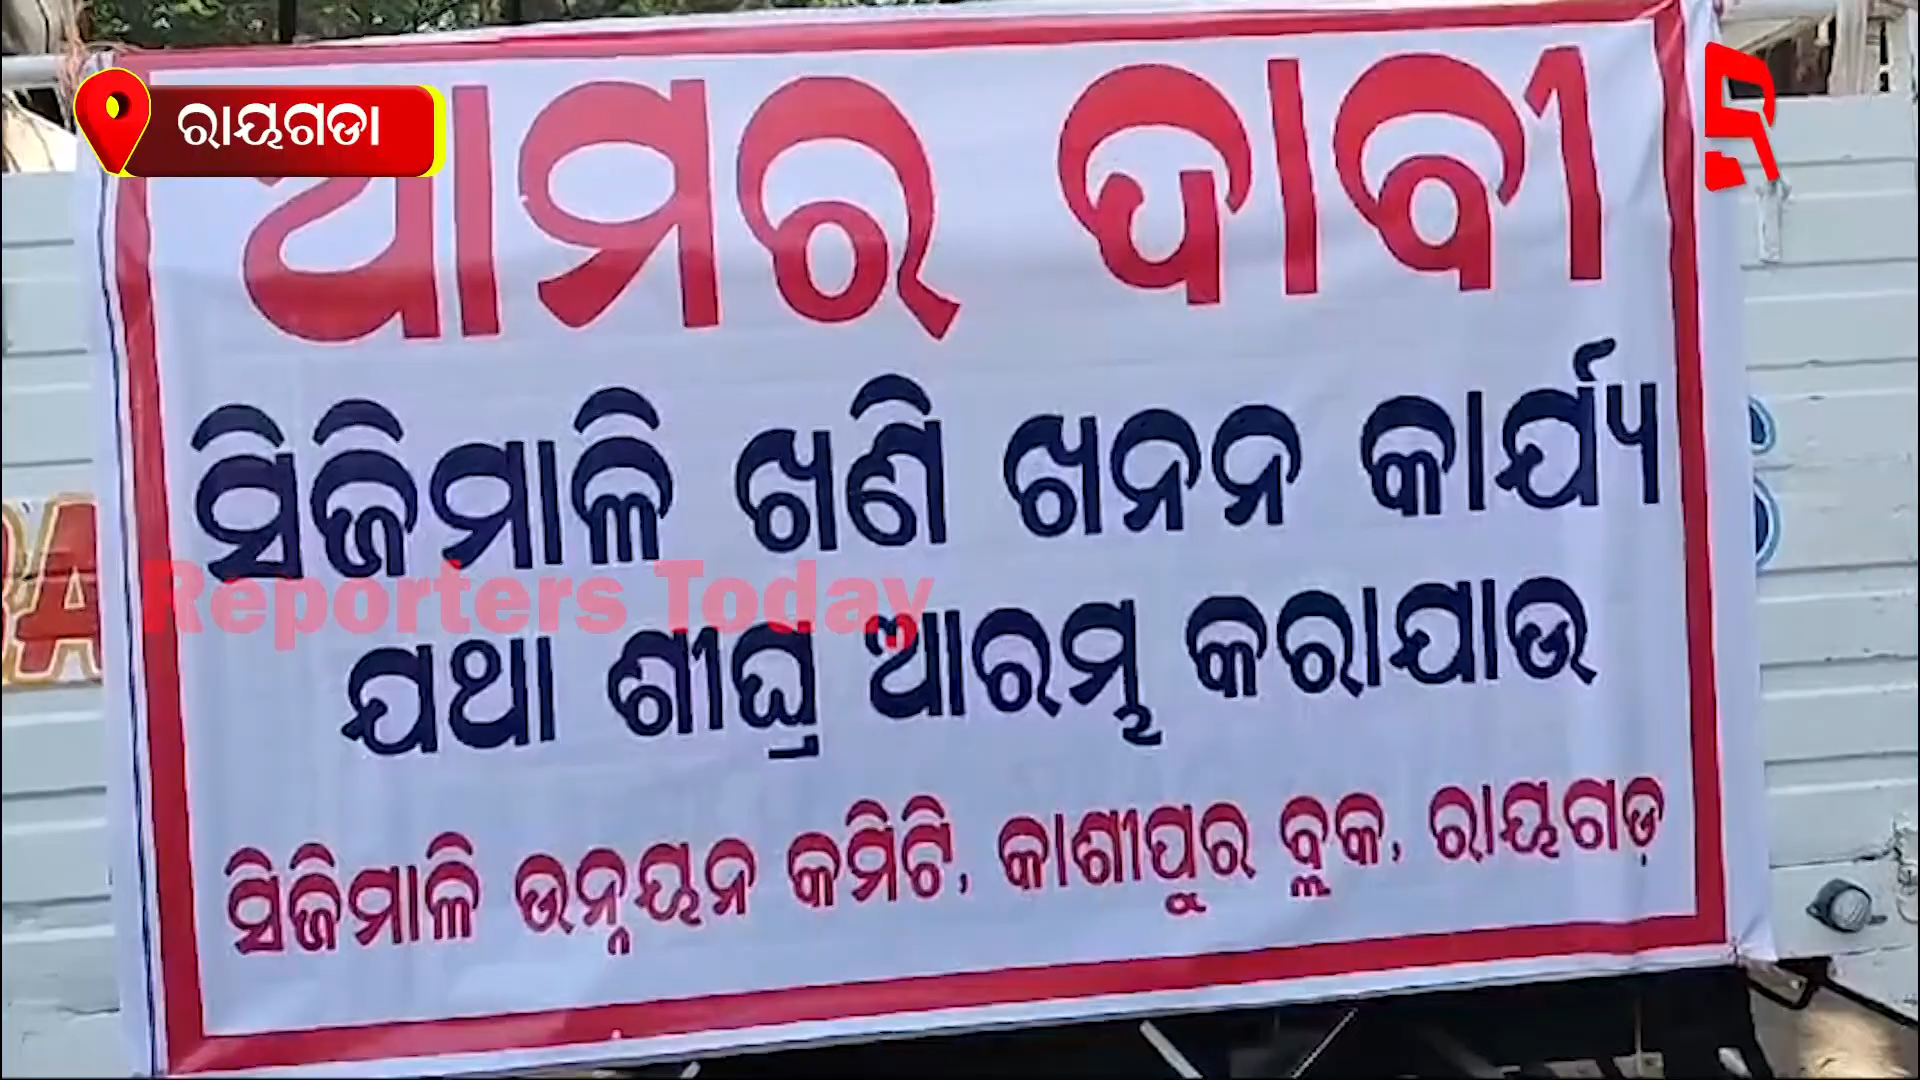 ରାୟଗଡା
ଆମର ଦାବୀ
ସିଜିମାଳି ଖଣି ଖନନ କାର୍ଯ୍ୟ
Reporters Today
ଯଥା ଶୀଘ୍ର ଆରମ୍ଭ କରାଯାଉ
ସିଜିମାଳି ଉନ୍ନୟନ କମିଟି, କାଶୀପୁର ବ୍ଲକ, ରାୟଗଡ଼